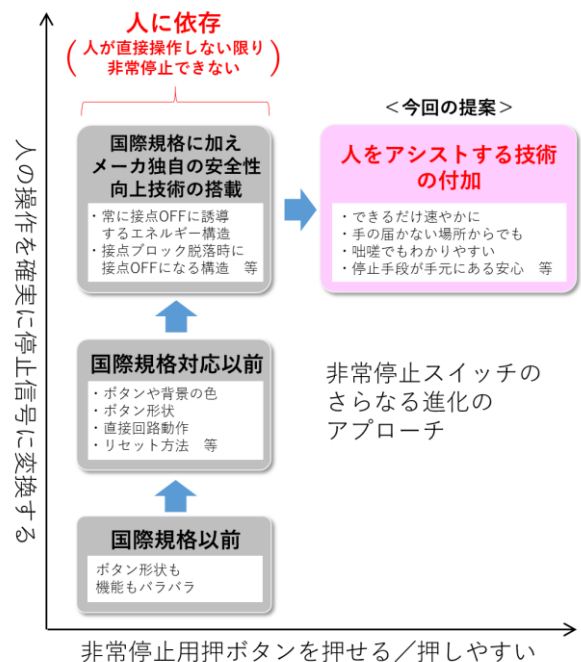 人に依存
(人が直接操作しない限り
非常停止できない)
＜今回の提案＞
国際規格に加え
メーカ独自の安全性
向上技術の搭載
・常に接点OFFに誘導
するエネルギー構造
・接点ブロック脱落時に
接点OFFになる構造　等
人をアシストする技術
の付加
・できるだけ速やかに
・手の届かない場所からでも
・咄嗟でもわかりやすい
・停止手段が手元にある安心　等
国際規格対応以前
・ボタンや背景の色
・ボタン形状
・直接回路動作
・リセット方法　等
非常停止スイッチの
さらなる進化の
アプローチ
国際規格以前
ボタン形状も
機能もバラバラ
人の操作を確実に停止信号に変換する
非常停止用押ボタンを押せる／押しやすい